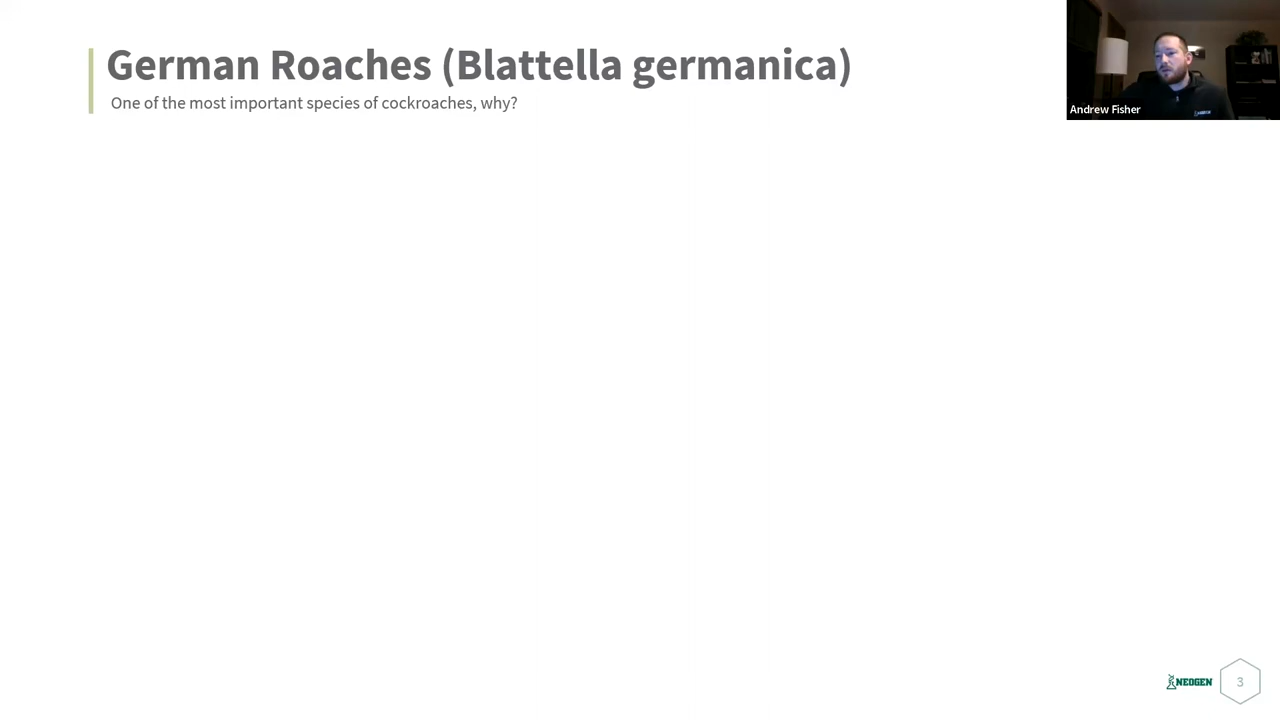 German Roaches (Blattella germanica)
One of the most important species of cockroaches, why?
Andrew Fisher
NEOGEN
3